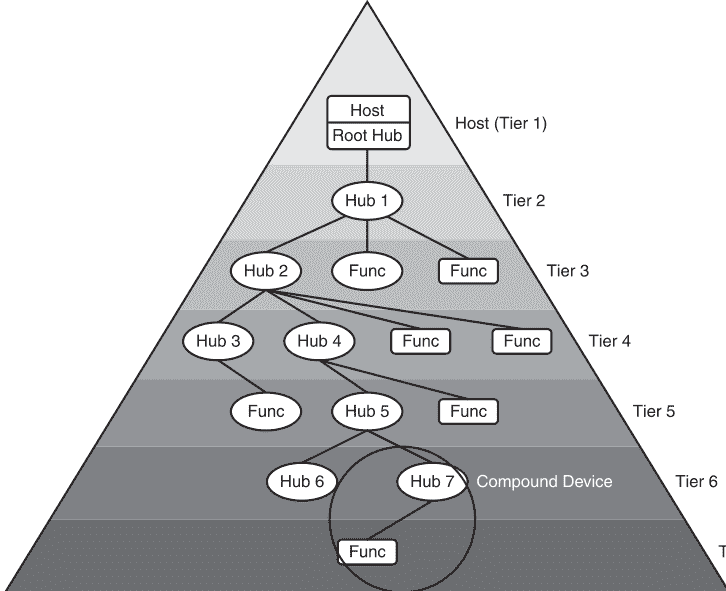 Host
Root Hub
Host (Tier 1)
Hub 1
Tier 2
Hub 2
Func
Func
Tier 3
Hub 3
Hub 4
Func
Func
Tier 4
Func
Hub 5
Func
Tier 5
Hub 6
Hub 7
Compound Device
Tier 6
Func
T